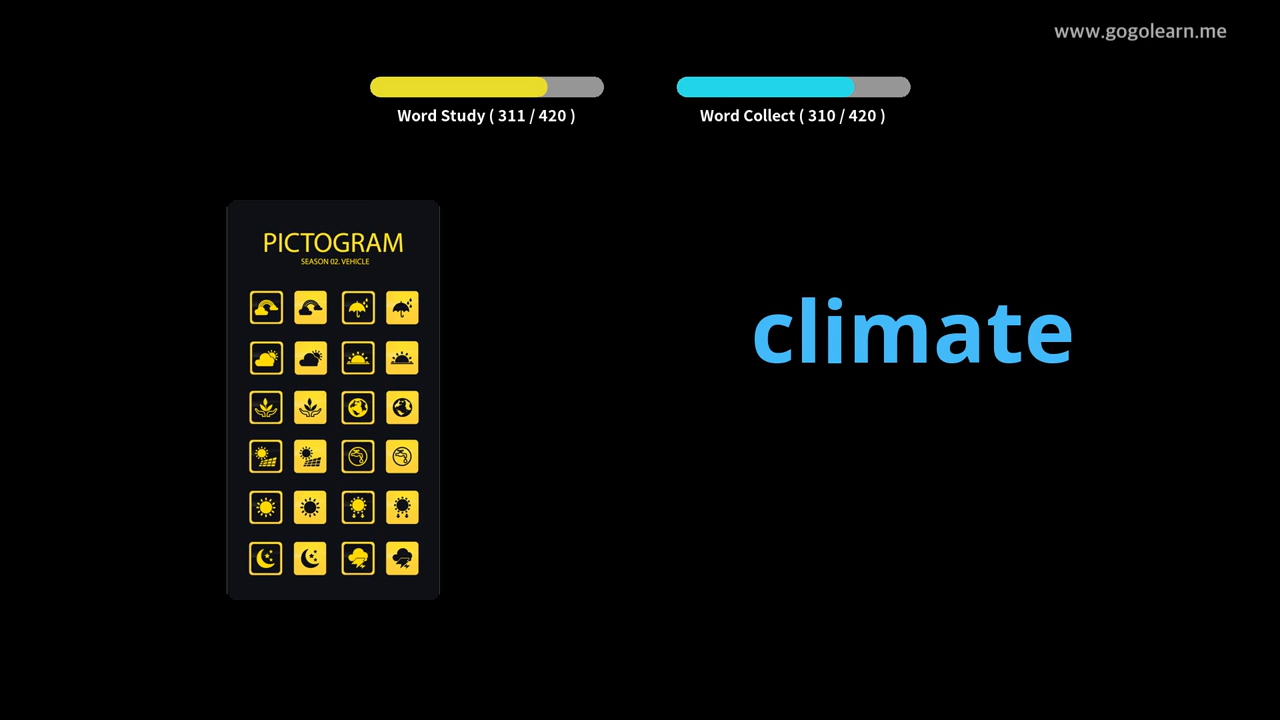 www.gogolearn.me
Word Study ( 311 / 420 )
Word Collect ( 310 / 420 )
PICTOGRAM
SEASON 02. VEHICLE
climate